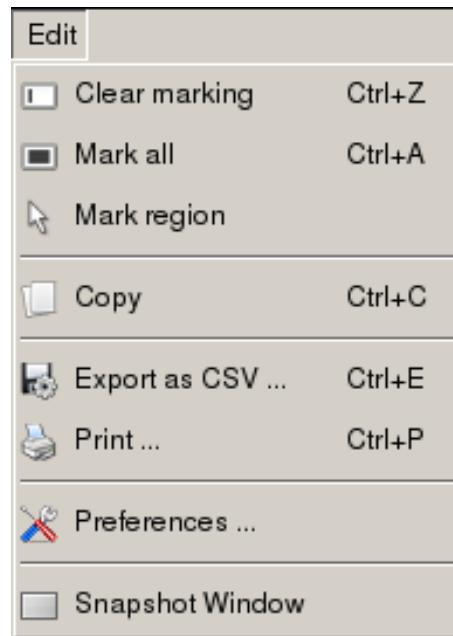 Edit
Clear marking Ctrl+Z
Mark all Ctrl+A
Mark region
Copy Ctrl+C
Export as CSV ... Ctrl+E
Print ... Ctrl+P
Preferences ...
Snapshot Window